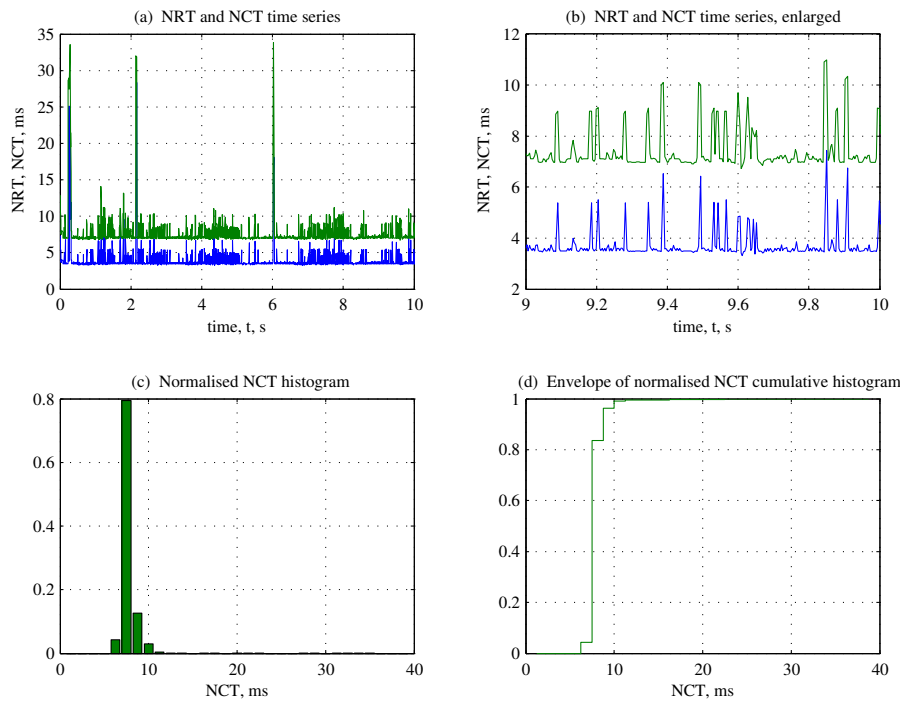 (a) NRT and NCT time series
NRT, NCT, ms
35
30
25
20
15
10
5
0
0 2 4 6 8 10
time, t, s
(b) NRT and NCT time series, enlarged
NRT, NCT, ms
12
10
8
6
4
2
9 9.2 9.4 9.6 9.8 10
time, t, s
(c) Normalised NCT histogram
0.8
0.6
0.4
0.2
0
0 10 20 30 40
NCT, ms
(d) Envelope of normalised NCT cumulative histogram
1
0.8
0.6
0.4
0.2
0
0 10 20 30 40
NCT, ms